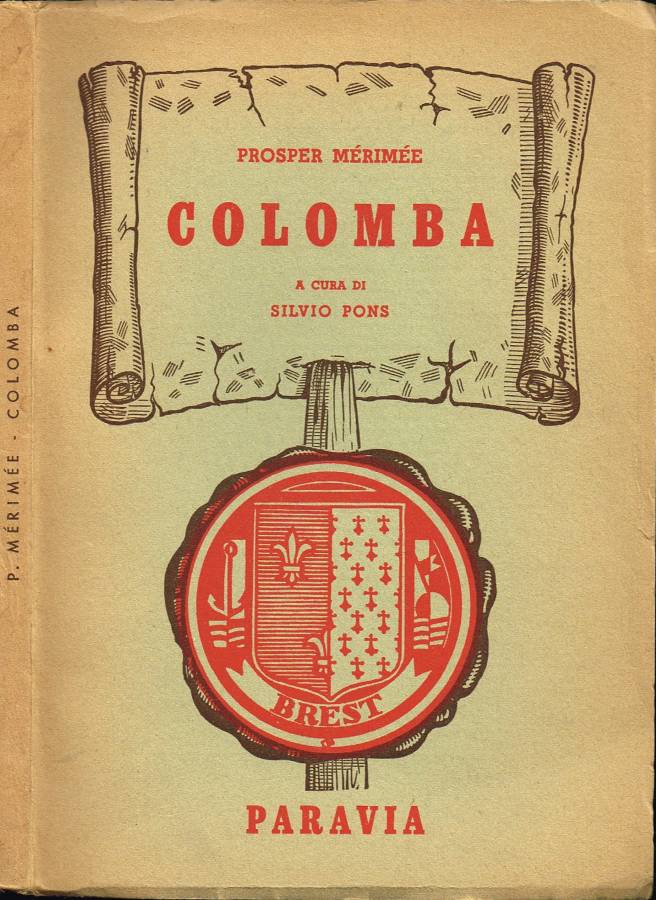 PROSPER MÉRIMÉE
COLOMBA
A CURA DI
SILVIO PONS
BREST
PARAVIA
P. MÉRIMÉE - COLOMBA